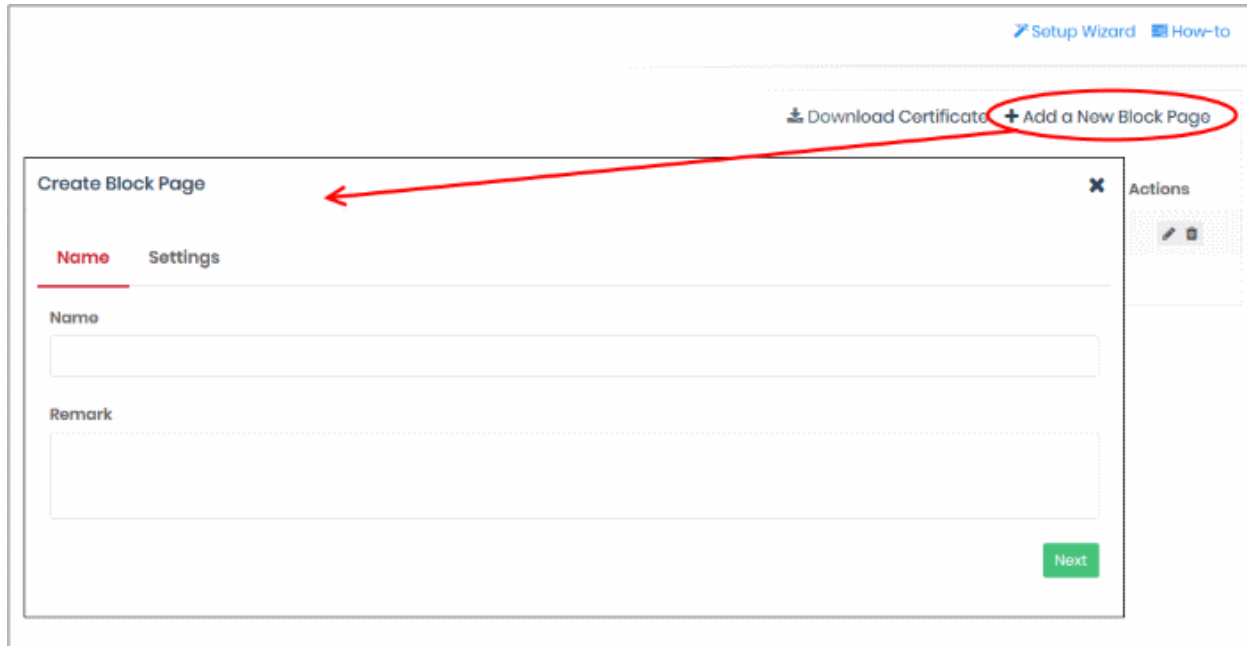 Setup Wizard How-to
Download Certificate + Add a New Block Page
Create Block Page
Actions
Name Settings
Name
Remark
Next